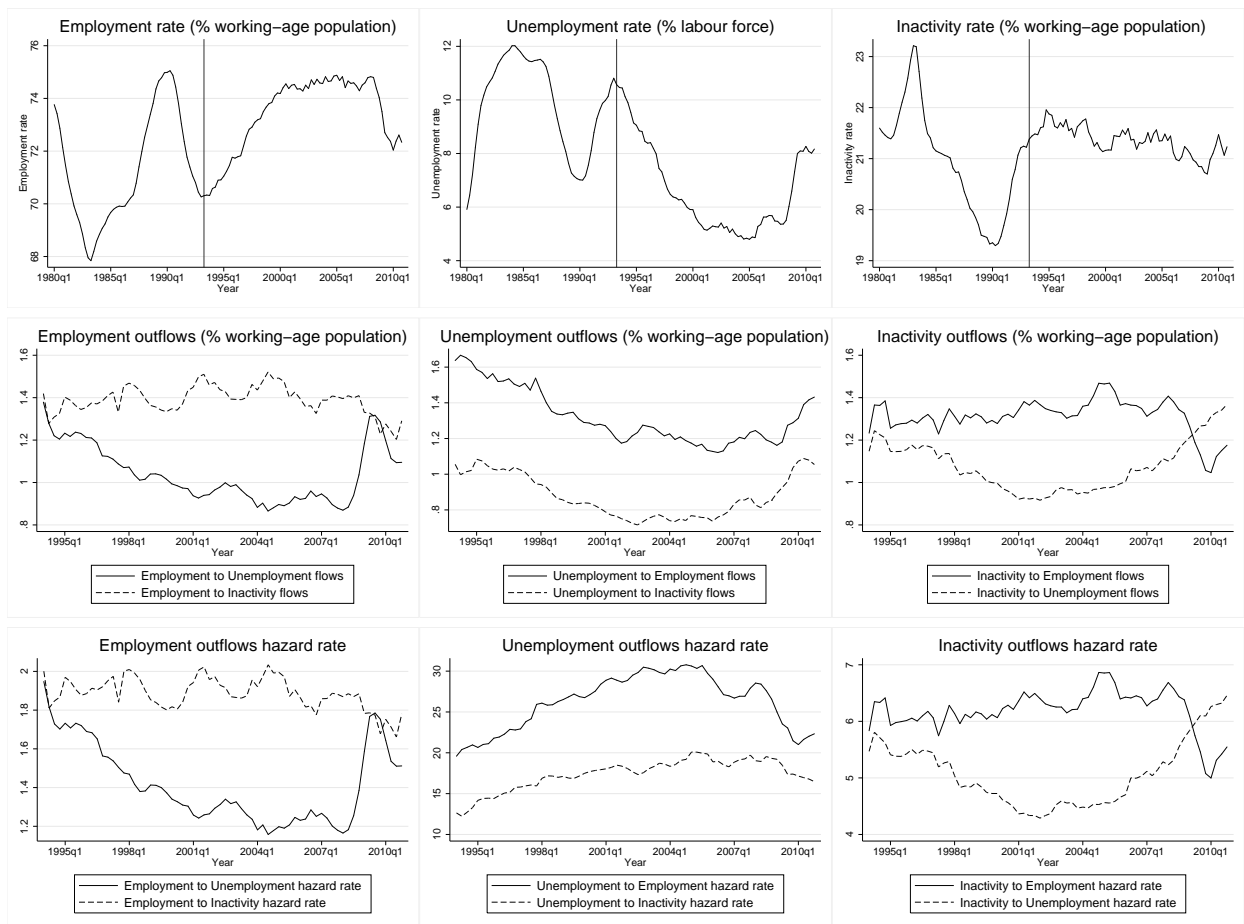 Employment rate (% working−age population)
76
74
72
70
68
Employment rate
1980q1 1985q1 1990q1 1995q1 2000q1 2005q1 2010q1
Year
Unemployment rate (% labour force)
12
10
8
6
4
Unemployment rate
1980q1 1985q1 1990q1 1995q1 2000q1 2005q1 2010q1
Year
Inactivity rate (% working−age population)
23
22
21
20
19
Inactivity rate
1980q1 1985q1 1990q1 1995q1 2000q1 2005q1 2010q1
Year
Employment outflows (% working−age population)
1.6
1.4
1.2
1
.8
1995q1 1998q1 2001q1 2004q1 2007q1 2010q1
Year
Employment to Unemployment flows
Employment to Inactivity flows
Unemployment outflows (% working−age population)
1.6
1.4
1.2
1
.8
1995q1 1998q1 2001q1 2004q1 2007q1 2010q1
Year
Unemployment to Employment flows
Unemployment to Inactivity flows
Inactivity outflows (% working−age population)
1.6
1.4
1.2
1
.8
1995q1 1998q1 2001q1 2004q1 2007q1 2010q1
Year
Inactivity to Employment flows
Inactivity to Unemployment flows
Employment outflows hazard rate
2
1.8
1.6
1.4
1.2
1995q1 1998q1 2001q1 2004q1 2007q1 2010q1
Year
Employment to Unemployment hazard rate
Employment to Inactivity hazard rate
Unemployment outflows hazard rate
30
25
20
15
10
1995q1 1998q1 2001q1 2004q1 2007q1 2010q1
Year
Unemployment to Employment hazard rate
Unemployment to Inactivity hazard rate
Inactivity outflows hazard rate
7
6
5
4
1995q1 1998q1 2001q1 2004q1 2007q1 2010q1
Year
Inactivity to Employment hazard rate
Inactivity to Unemployment hazard rate